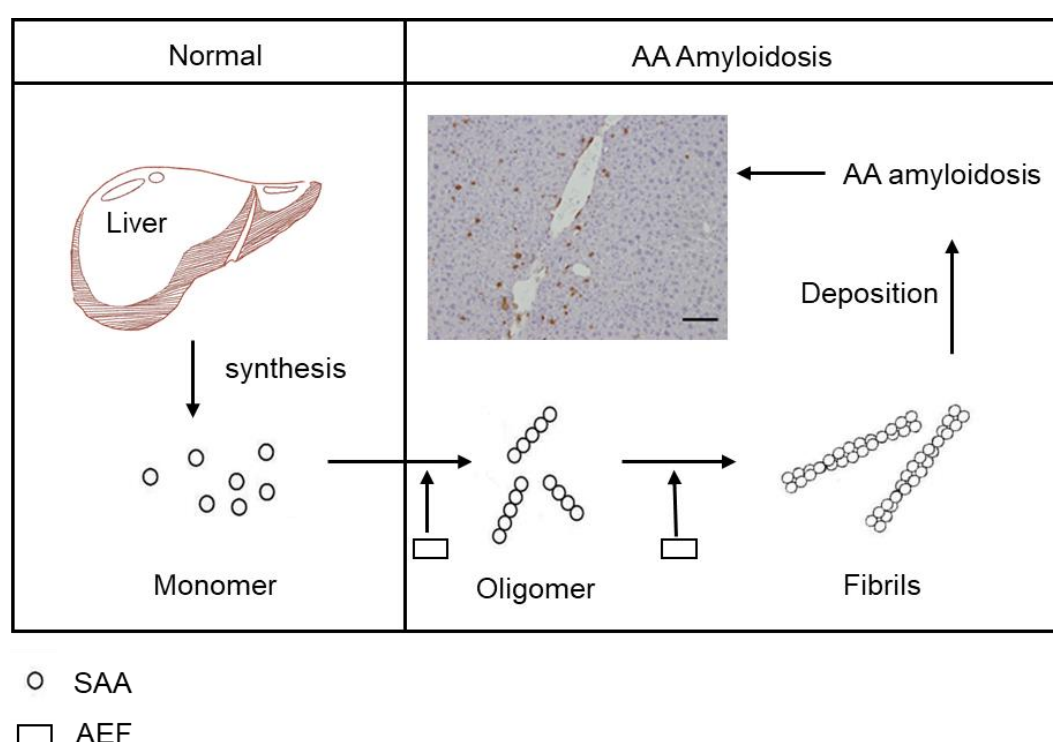 Normal
AA Amyloidosis
Liver
AA amyloidosis
Deposition
synthesis
Monomer
Oligomer
Fibrils
SAA
AEF